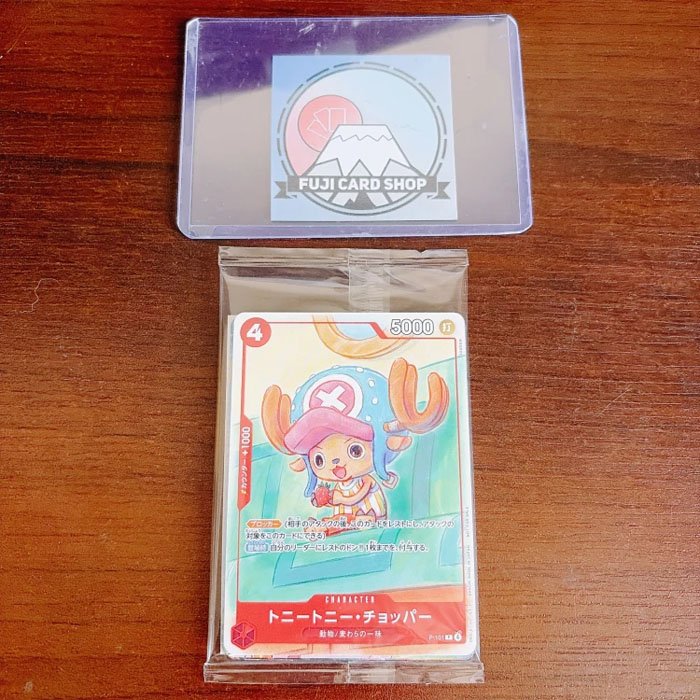 FUJI CARD SHOP
4
5000 打
カウンター +1000
ブロッカー (相手のアタックの後、このカードをレストにし、アタックの
対象をこのカードにできる)
登場時 自分のリーダーにレストのドン!!1枚までを、付与する。
CHARACTER
トニートニー・チョッパー
動物/麦わらの一味
P-101 P